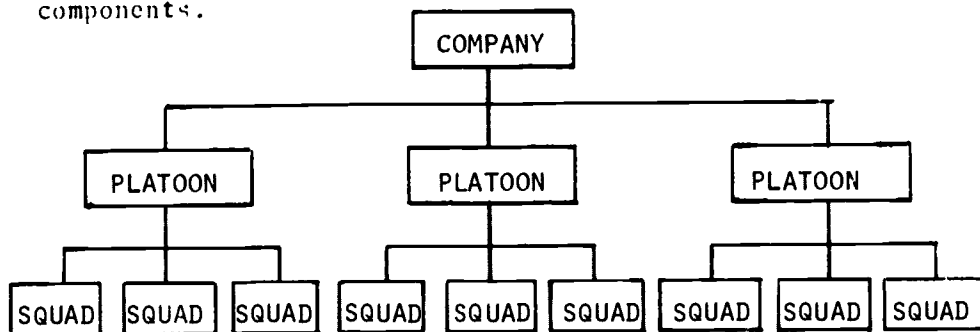 components.
COMPANY
PLATOON PLATOON PLATOON
SQUAD SQUAD SQUAD SQUAD SQUAD SQUAD SQUAD SQUAD SQUAD